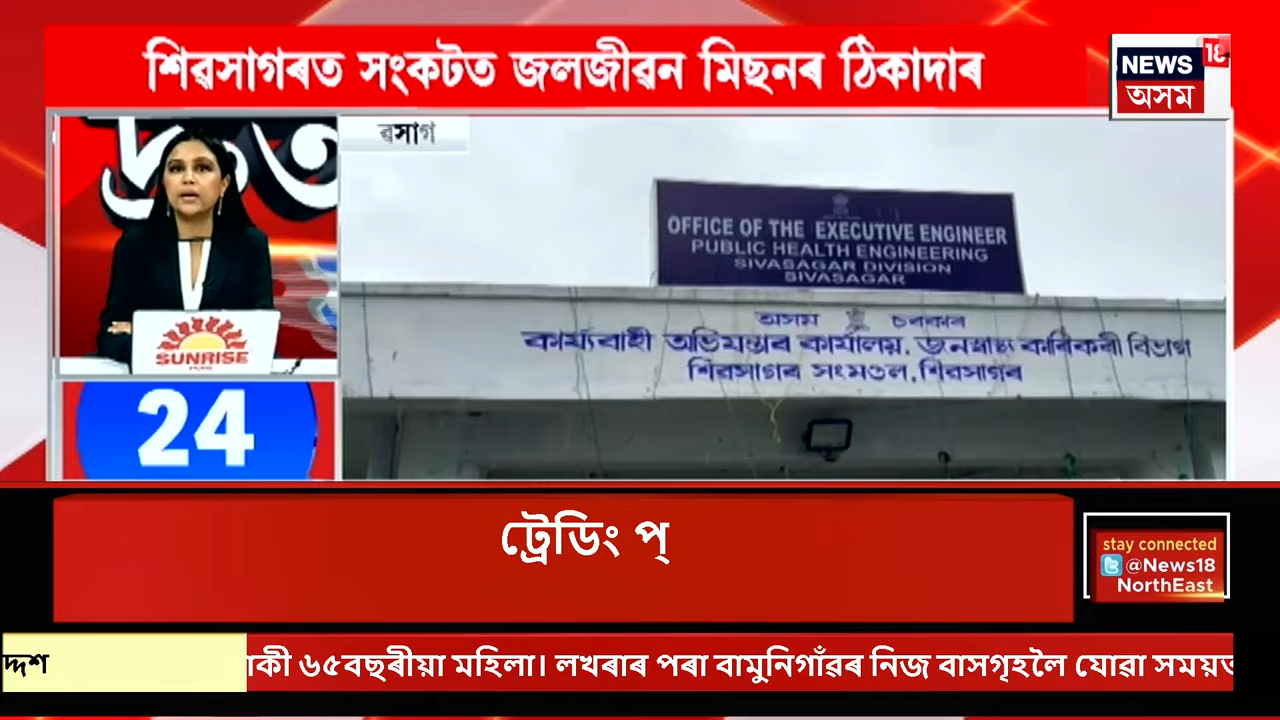 শিৱসাগৰত সংকটত জলজীৱন মিছনৰ ঠিকাদাৰ
NEWS 18
অসম
ৱসাগ
OFFICE OF THE EXECUTIVE ENGINEER
PUBLIC HEALTH ENGINEERING
SIVASAGAR DIVISION
SIVASAGAR
অসম চৰকাৰ
কাৰ্য্যবাহী অভিযন্তাৰ কাৰ্যালয়, জনস্বাস্থ্য কাৰিকৰী বিভাগ
শিৱসাগৰ সংমণ্ডল, শিৱসাগৰ
SUNRISE
PURE
24
ট্ৰেডিং প্
stay connected
@News18
NorthEast
দ্দেশ
াকী ৬৫বছৰীয়া মহিলা। লখৰাৰ পৰা বামুনিগাঁৱৰ নিজ বাসগৃহলৈ যোৱা সময়ত